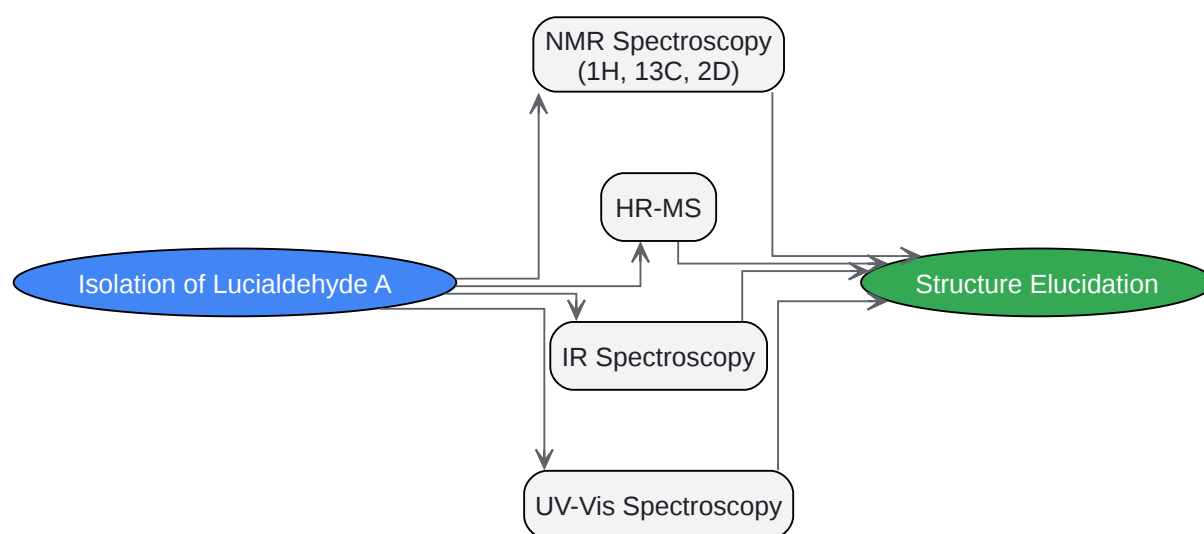 NMR Spectroscopy
(1H, 13C, 2D)
HR-MS
Isolation of Lucialdehyde A
Structure Elucidation
IR Spectroscopy
UV-Vis Spectroscopy